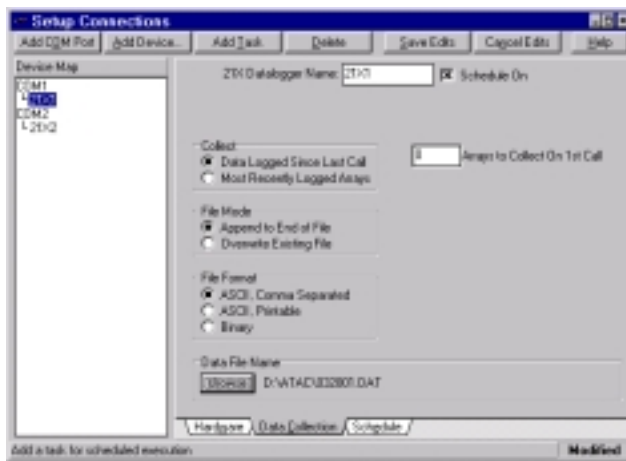 Setup Connections
Add COM Port Add Device... Add Task Delete Save Edits Cancel Edits Help
Device Map
COM1
21X1
COM2
21X2
21X Datalogger Name: 21X1 Schedule On
Collect
Data Logged Since Last Call
Most Recently Logged Arrays
Arrays to Collect On 1st Call
File Mode
Append to End of File
Overwrite Existing File
File Format
ASCII, Comma Separated
ASCII, Printable
Binary
Data File Name
Browse D:\ATAC\032801.DAT
Hardware Data Collection Schedule
Add a task for scheduled execution Modified